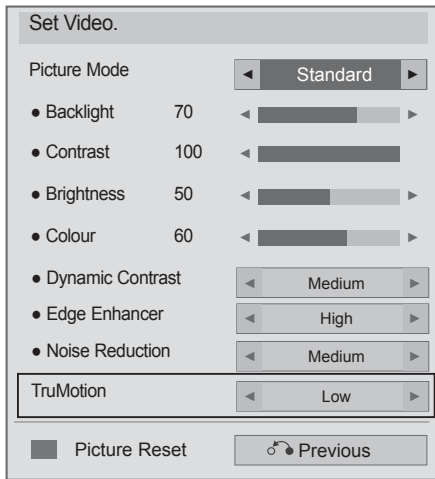 Set Video.
Picture Mode ◄ Standard ►
● Backlight 70 ◄ ►
● Contrast 100 ◄
● Brightness 50 ◄ ►
● Colour 60 ◄ ►
● Dynamic Contrast ◄ Medium ►
● Edge Enhancer ◄ High ►
● Noise Reduction ◄ Medium ►
TruMotion ◄ Low ►
Picture Reset Previous